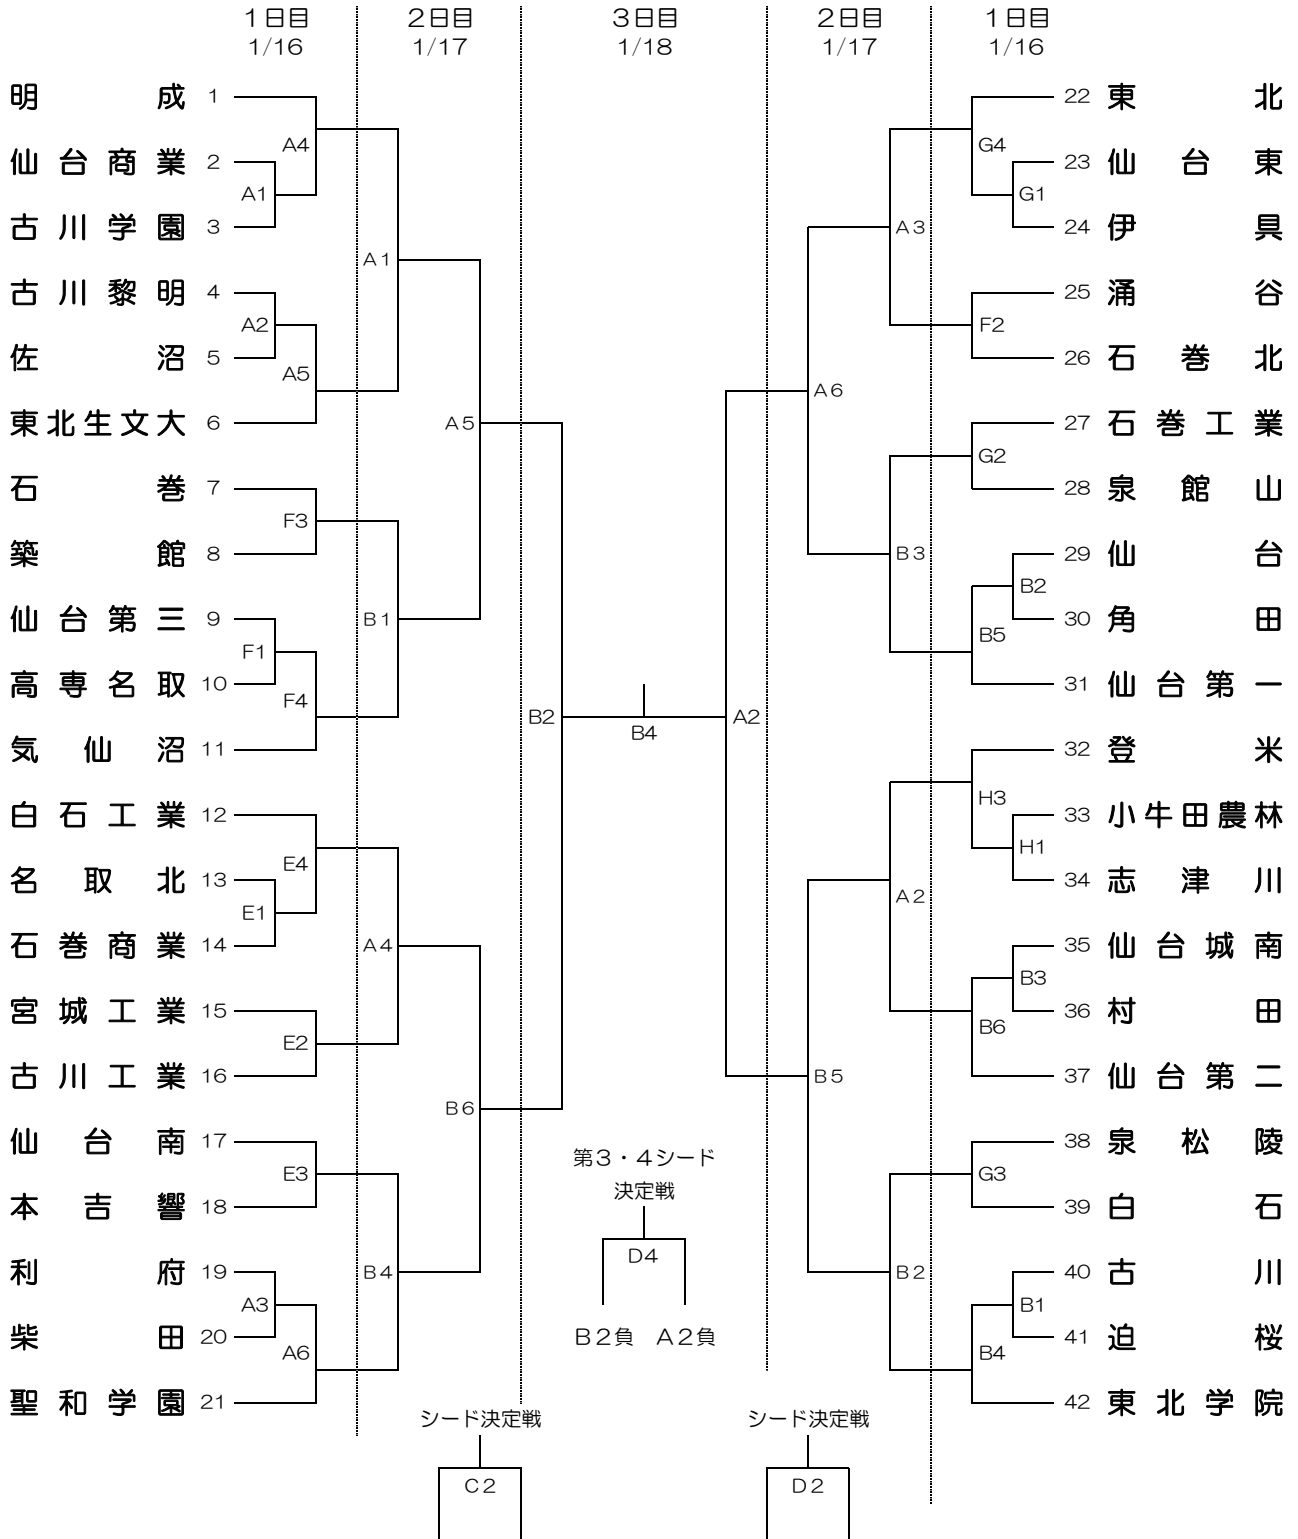 1日目 2日目 3日目 2日目 1日目
1/16 1/17 1/18 1/17 1/16
明成 1 22 東北
A4 G4
仙台商業 2 23 仙台東
A1 G1
古川学園 3 A3 24 伊具
A1
古川黎明 4 25 涌谷
A2 F2
佐沼 5 26 石巻北
A5 A6
東北生文大 6 A5 27 石巻工業
G2
石巻 7 28 泉館山
F3
築館 8 B3 29 仙台
B2
仙台第三 9 B1 30 角田
F1 B5
高専名取 10 31 仙台第一
F4
B2 B4 A2
気仙沼 11 32 登米
H3
白石工業 12 33 小牛田農林
E4 H1
名取北 13 34 志津川
E1 A2
石巻商業 14 A4 35 仙台城南
B3
宮城工業 15 36 村田
E2 B6
古川工業 16 B5 37 仙台第二
B6
仙台南 17 38 泉松陵
第3・4シード
E3 G3
決定戦
本吉響 18 39 白石
D4
利府 19 B4 B2 40 古川
A3 B1
柴田 20 B2負 A2負 41 迫桜
A6 B4
聖和学園 21 42 東北学院
シード決定戦 シード決定戦
C2 D2